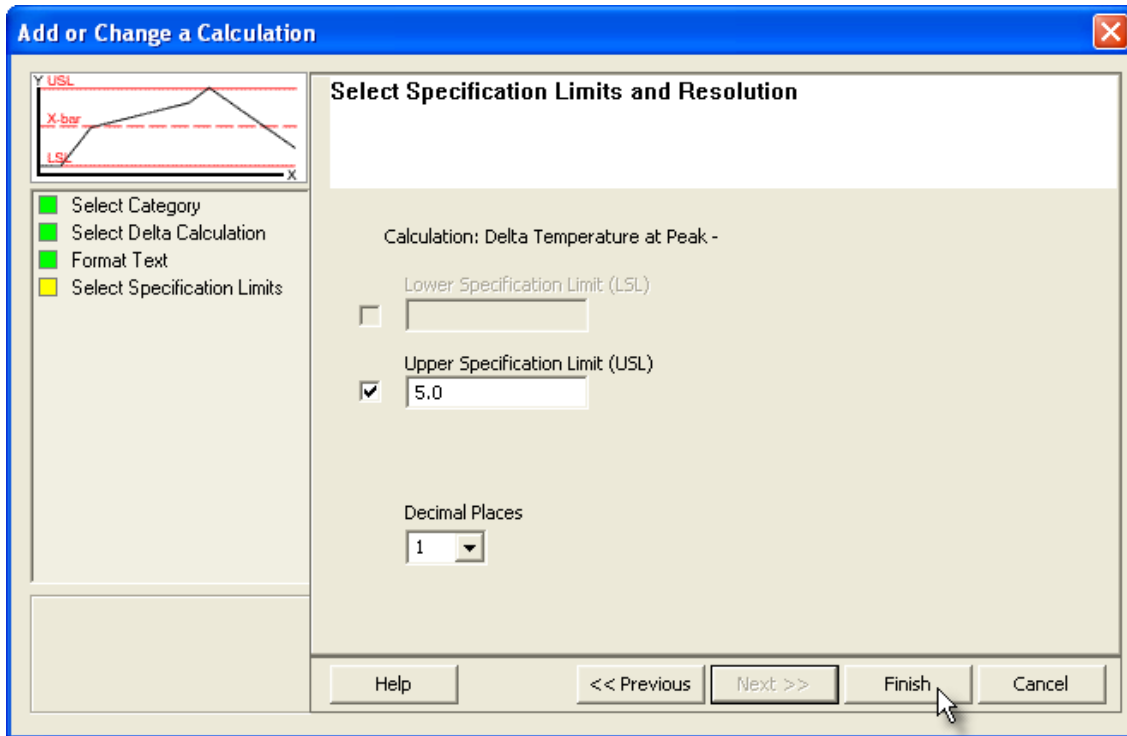 Add or Change a Calculation
Y USL
X-bar
LSL
X
Select Specification Limits and Resolution
Select Category
Select Delta Calculation
Format Text
Select Specification Limits
Calculation: Delta Temperature at Peak -
Lower Specification Limit (LSL)
Upper Specification Limit (USL)
5.0
Decimal Places
1
Help
<< Previous
Next >>
Finish
Cancel